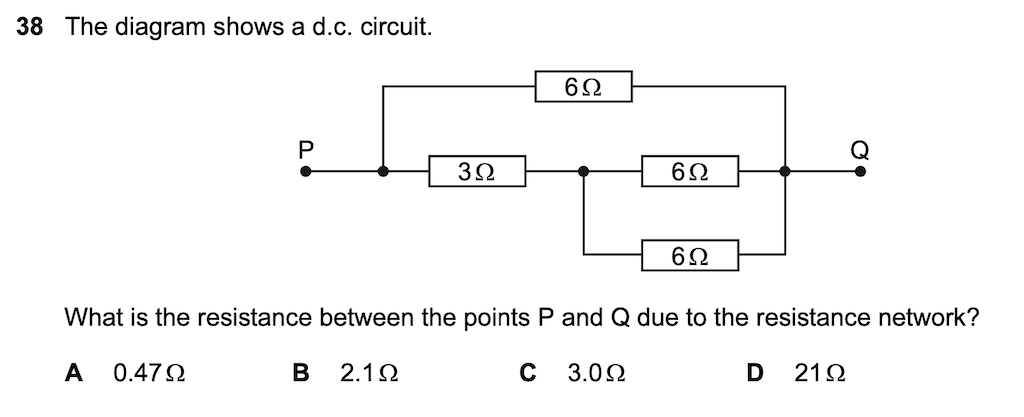 38 The diagram shows a d.c. circuit.
6Ω
P
Q
3Ω
6Ω
6Ω
What is the resistance between the points P and Q due to the resistance network?
A 0.47Ω B 2.1Ω C 3.0Ω D 21Ω